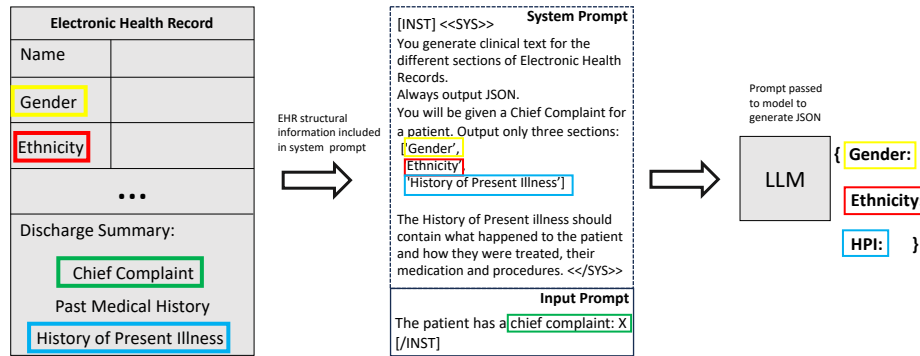 Electronic Health Record
Name
Gender
Ethnicity
...
Discharge Summary:
Chief Complaint
Past Medical History
History of Present Illness
EHR structural
information included
in system prompt
System Prompt
[INST] <<SYS>>
You generate clinical text for the
different sections of Electronic Health
Records.
Always output JSON.
You will be given a Chief Complaint for
a patient. Output only three sections:
['Gender',
Ethnicity',
'History of Present Illness']
The History of Present illness should
contain what happened to the patient
and how they were treated, their
medication and procedures. <</SYS>>
Input Prompt
The patient has a chief complaint: X
[/INST]
Prompt passed
to model to
generate JSON
LLM
{ Gender:
Ethnicity
HPI: }